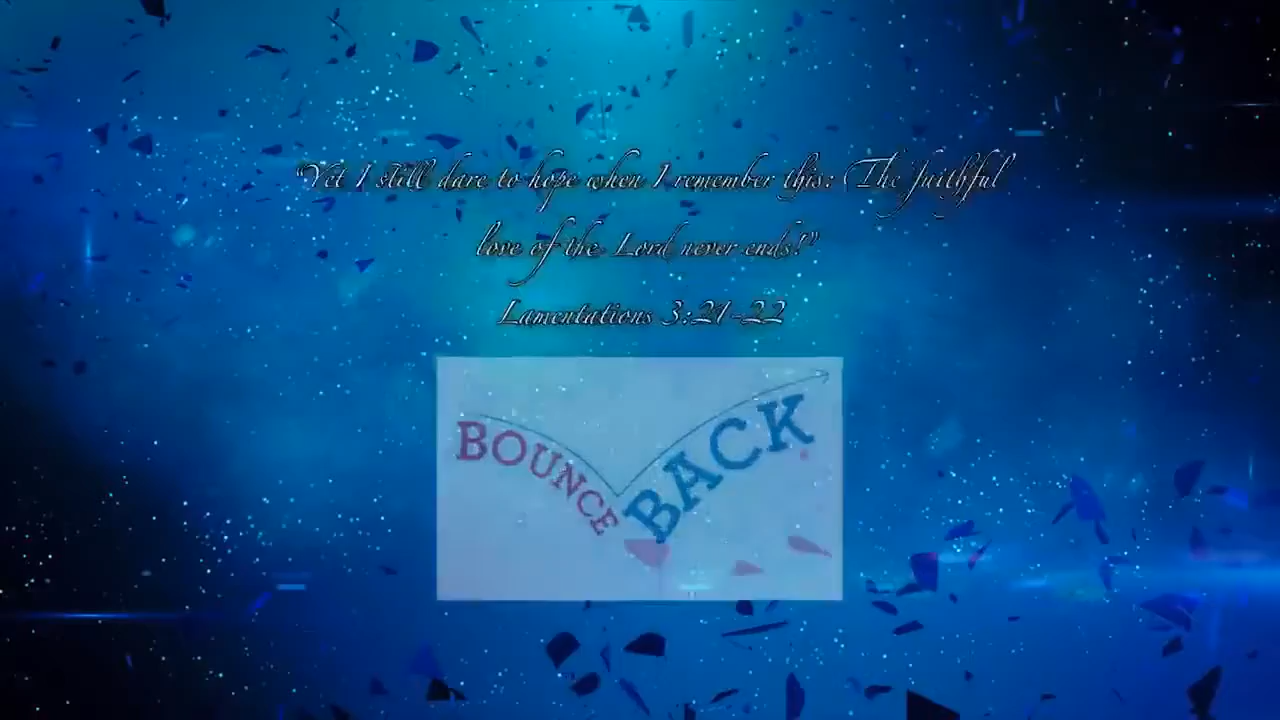 "Yet I still dare to hope when I remember this: The faithful
love of the Lord never ends!"
Lamentations 3:21-22
BOUNCE BACK